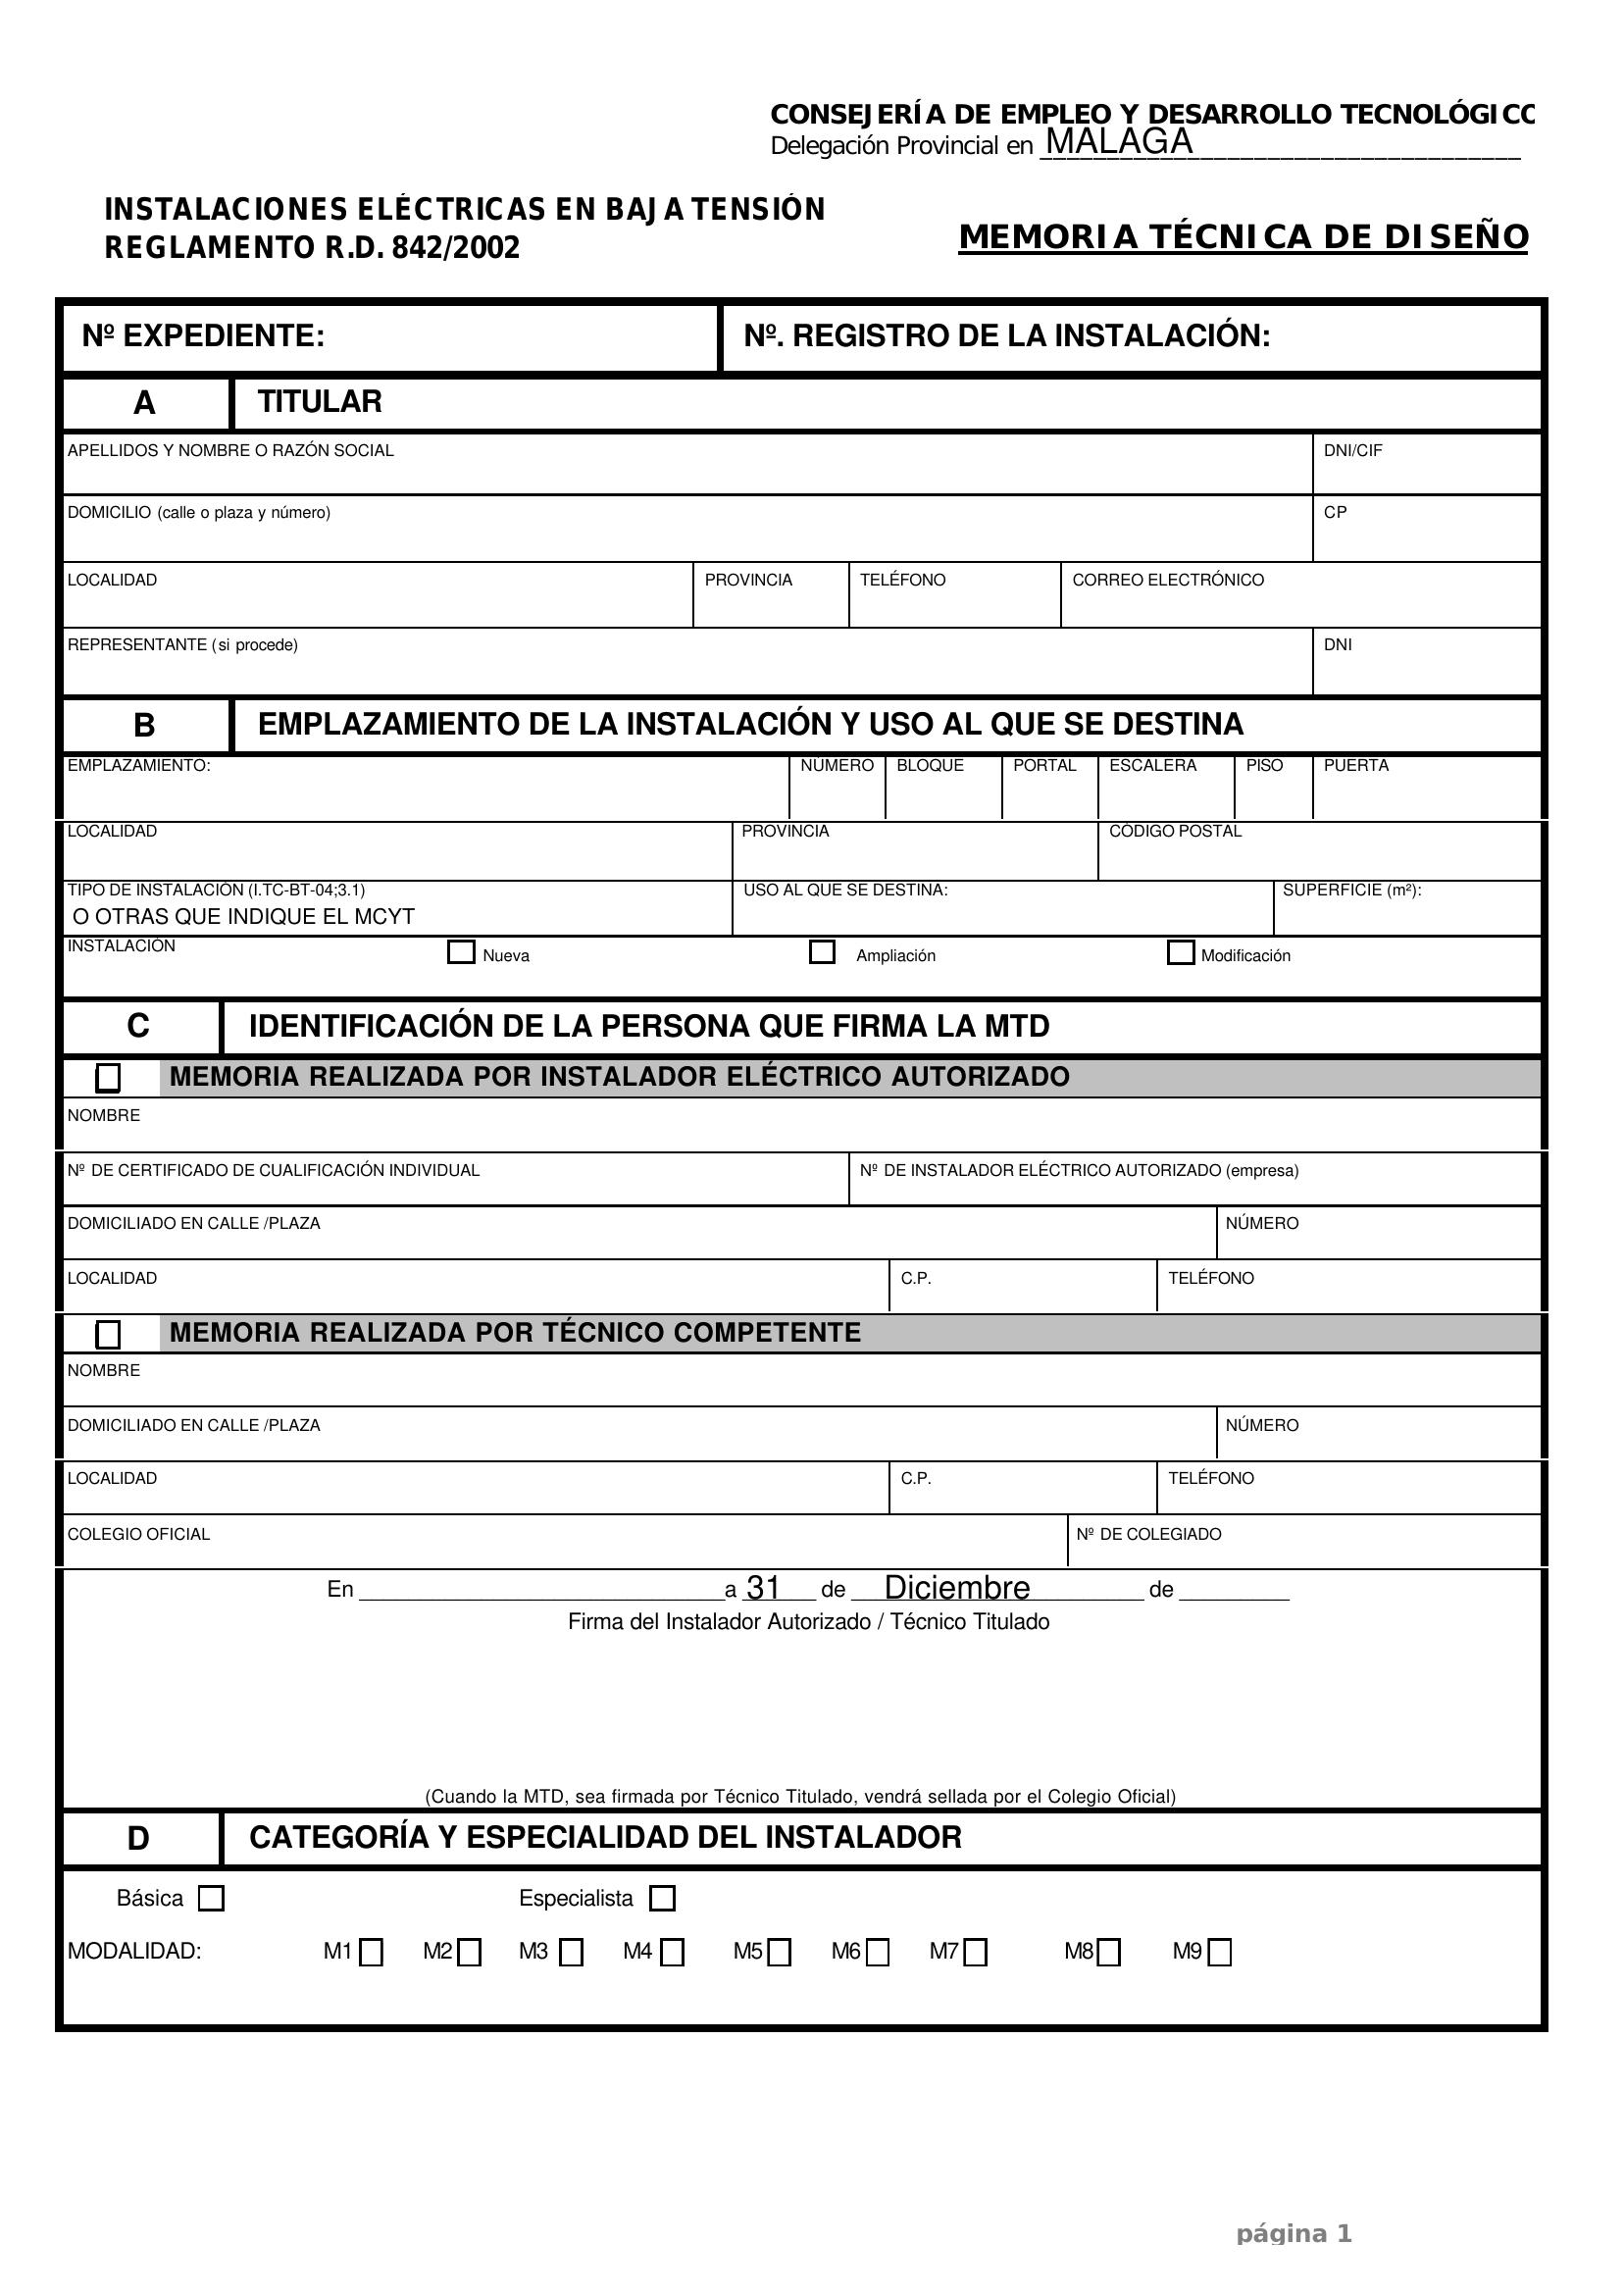 CONSEJERÍA DE EMPLEO Y DESARROLLO TECNOLÓGICO
Delegación Provincial en MALAGA
INSTALACIONES ELÉCTRICAS EN BAJA TENSIÓN
REGLAMENTO R.D. 842/2002
MEMORIA TÉCNICA DE DISEÑO
Nº EXPEDIENTE: Nº. REGISTRO DE LA INSTALACIÓN:
A TITULAR
APELLIDOS Y NOMBRE O RAZÓN SOCIAL DNI/CIF
DOMICILIO (calle o plaza y número) CP
LOCALIDAD PROVINCIA TELÉFONO CORREO ELECTRÓNICO
REPRESENTANTE (si procede) DNI
B EMPLAZAMIENTO DE LA INSTALACIÓN Y USO AL QUE SE DESTINA
EMPLAZAMIENTO: NÚMERO BLOQUE PORTAL ESCALERA PISO PUERTA
LOCALIDAD PROVINCIA CÓDIGO POSTAL
TIPO DE INSTALACIÓN (I.TC-BT-04;3.1) USO AL QUE SE DESTINA: SUPERFICIE (m²):
O OTRAS QUE INDIQUE EL MCYT
INSTALACIÓN Nueva Ampliación Modificación
C IDENTIFICACIÓN DE LA PERSONA QUE FIRMA LA MTD
MEMORIA REALIZADA POR INSTALADOR ELÉCTRICO AUTORIZADO
NOMBRE
Nº DE CERTIFICADO DE CUALIFICACIÓN INDIVIDUAL Nº DE INSTALADOR ELÉCTRICO AUTORIZADO (empresa)
DOMICILIADO EN CALLE /PLAZA NÚMERO
LOCALIDAD C.P. TELÉFONO
MEMORIA REALIZADA POR TÉCNICO COMPETENTE
NOMBRE
DOMICILIADO EN CALLE /PLAZA NÚMERO
LOCALIDAD C.P. TELÉFONO
COLEGIO OFICIAL Nº DE COLEGIADO
En a 31 de Diciembre de
Firma del Instalador Autorizado / Técnico Titulado
(Cuando la MTD, sea firmada por Técnico Titulado, vendrá sellada por el Colegio Oficial)
D CATEGORÍA Y ESPECIALIDAD DEL INSTALADOR
Básica Especialista
MODALIDAD: M1 M2 M3 M4 M5 M6 M7 M8 M9
página 1